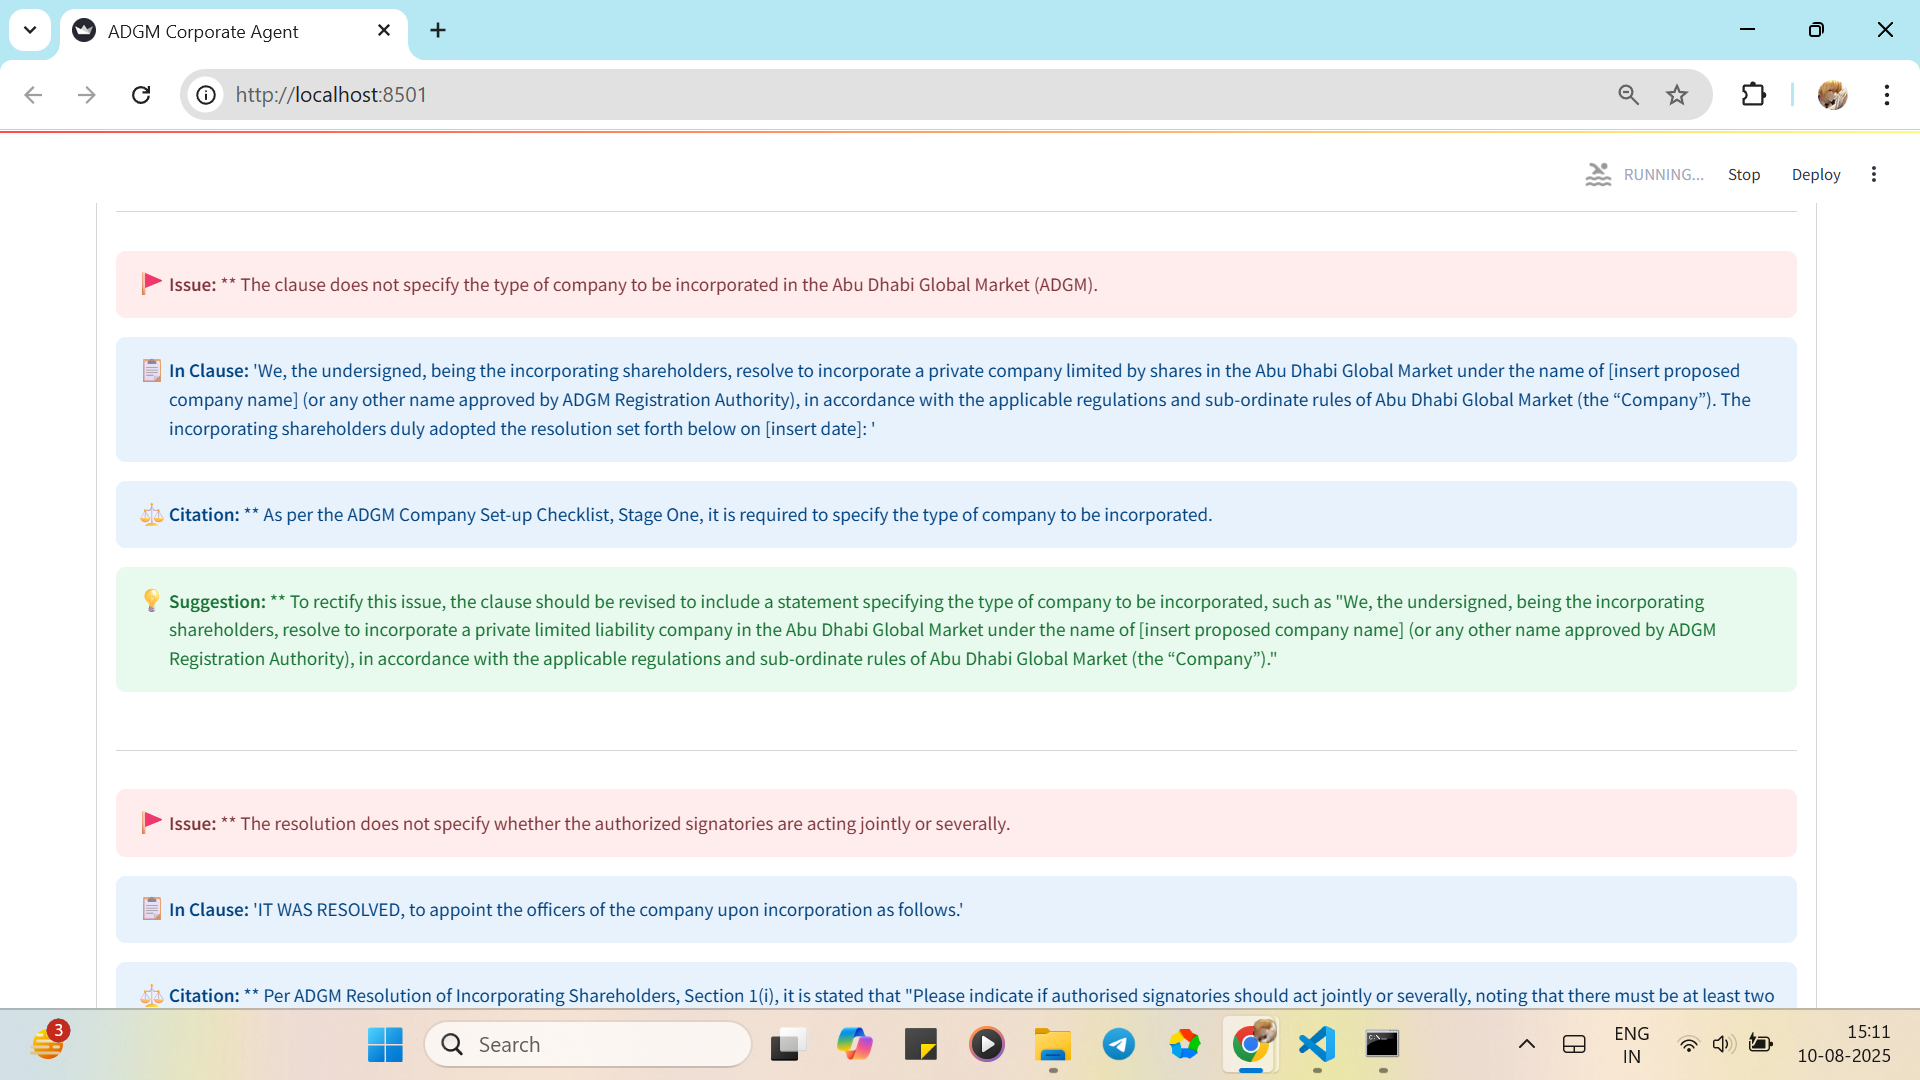 ADGM Corporate Agent
http://localhost:8501
RUNNING...
Stop
Deploy
Issue: ** The clause does not specify the type of company to be incorporated in the Abu Dhabi Global Market (ADGM).
In Clause: 'We, the undersigned, being the incorporating shareholders, resolve to incorporate a private company limited by shares in the Abu Dhabi Global Market under the name of [insert proposed
company name] (or any other name approved by ADGM Registration Authority), in accordance with the applicable regulations and sub-ordinate rules of Abu Dhabi Global Market (the “Company”). The
incorporating shareholders duly adopted the resolution set forth below on [insert date]: '
Citation: ** As per the ADGM Company Set-up Checklist, Stage One, it is required to specify the type of company to be incorporated.
Suggestion: ** To rectify this issue, the clause should be revised to include a statement specifying the type of company to be incorporated, such as "We, the undersigned, being the incorporating
shareholders, resolve to incorporate a private limited liability company in the Abu Dhabi Global Market under the name of [insert proposed company name] (or any other name approved by ADGM
Registration Authority), in accordance with the applicable regulations and sub-ordinate rules of Abu Dhabi Global Market (the “Company”)."
Issue: ** The resolution does not specify whether the authorized signatories are acting jointly or severally.
In Clause: 'IT WAS RESOLVED, to appoint the officers of the company upon incorporation as follows.'
Citation: ** Per ADGM Resolution of Incorporating Shareholders, Section 1(i), it is stated that "Please indicate if authorised signatories should act jointly or severally, noting that there must be at least two
3
Search
ENG
IN
15:11
10-08-2025